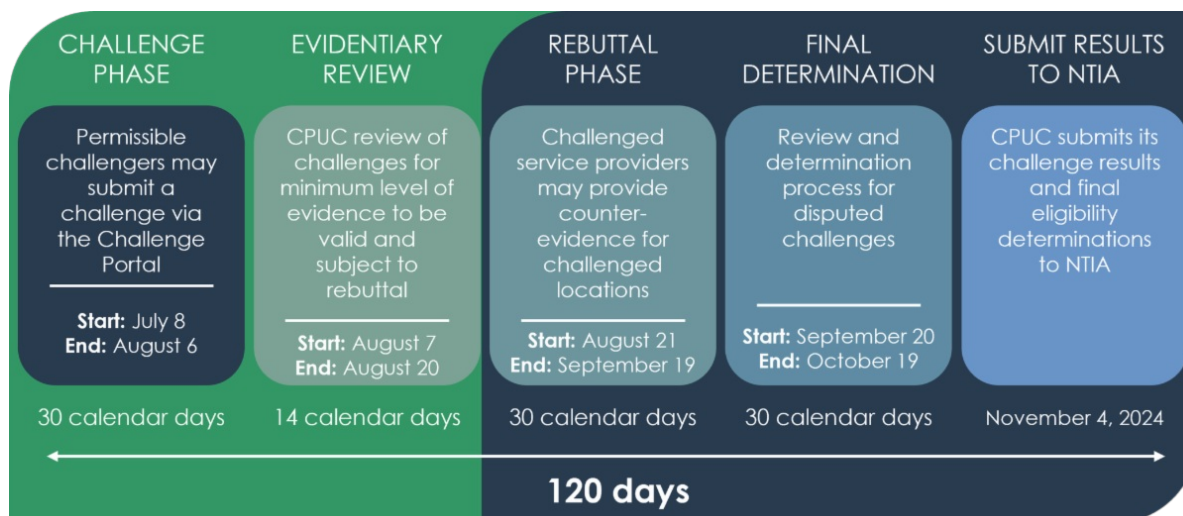 CHALLENGE
PHASE
Permissible
challengers may
submit a
challenge via
the Challenge
Portal
Start: July 8
End: August 6
30 calendar days
EVIDENTIARY
REVIEW
CPUC review of
challenges for
minimum level of
evidence to be
valid and
subject to
rebuttal
Start: August 7
End: August 20
14 calendar days
REBUTTAL
PHASE
Challenged
service providers
may provide
counter-
evidence for
challenged
locations
Start: August 21
End: September 19
30 calendar days
FINAL
DETERMINATION
Review and
determination
process for
disputed
challenges
Start: September 20
End: October 19
30 calendar days
SUBMIT RESULTS
TO NTIA
CPUC submits its
challenge results
and final
eligibility
determinations
to NTIA
November 4, 2024
120 days